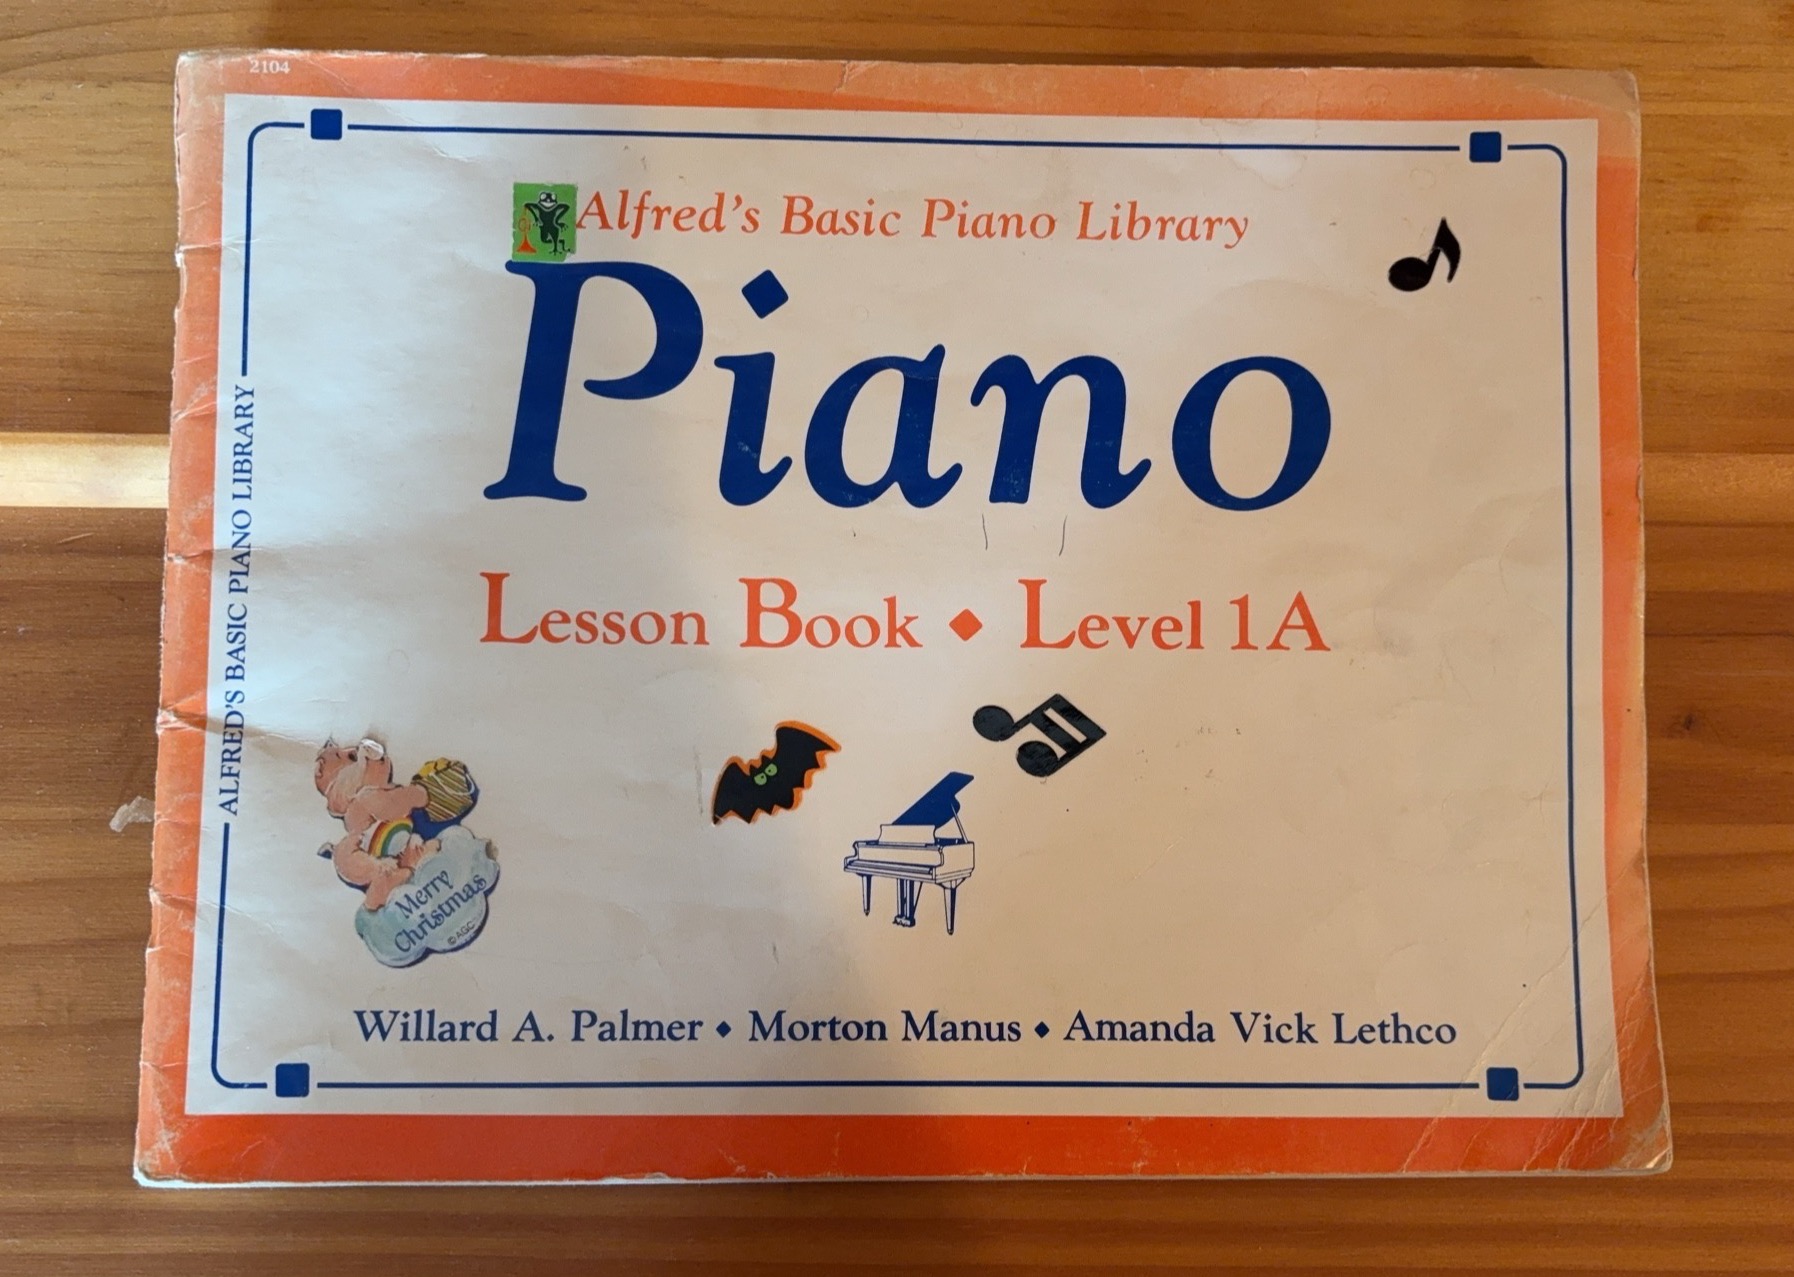 2104
Alfred's Basic Piano Library
Piano
Lesson Book ◆ Level 1A
ALFRED'S BASIC PIANO LIBRARY
Merry
Christmas
© AGC
Willard A. Palmer ◆ Morton Manus ◆ Amanda Vick Lethco